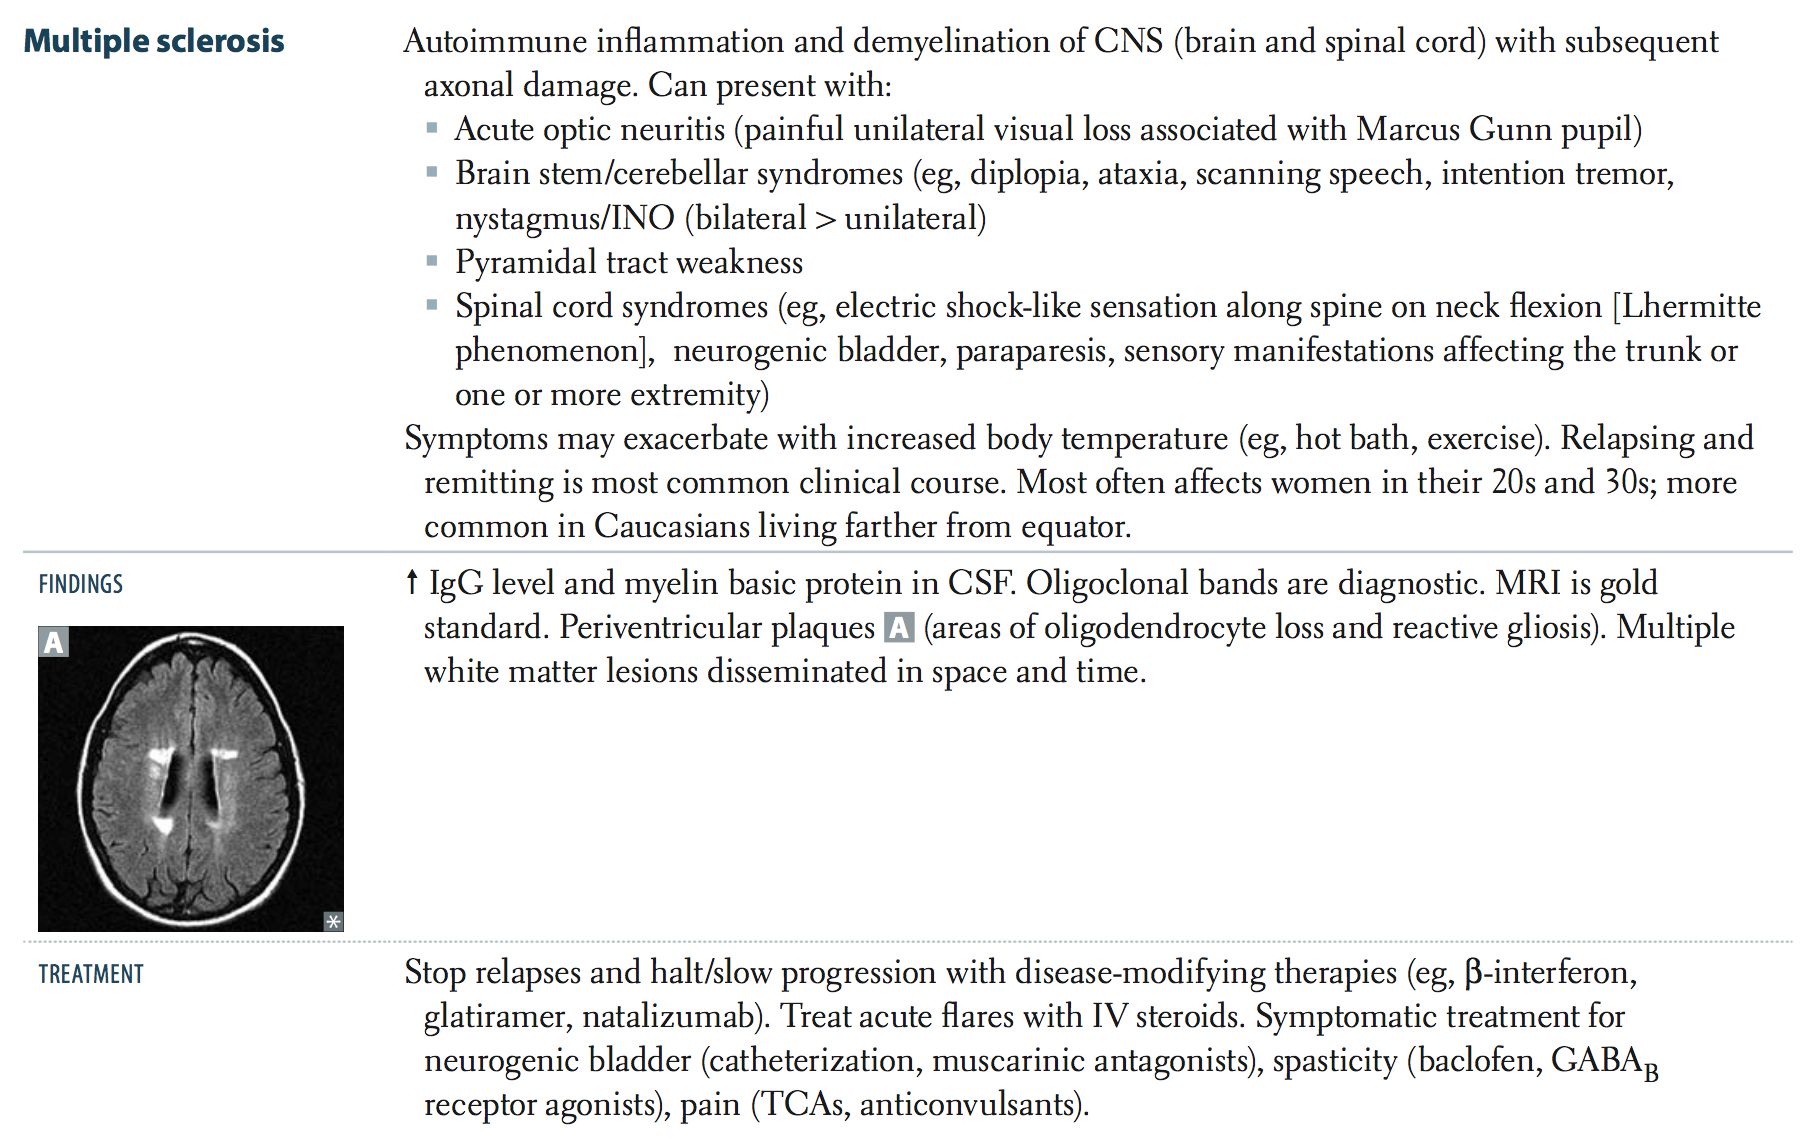 Multiple sclerosis
Autoimmune inflammation and demyelination of CNS (brain and spinal cord) with subsequent
axonal damage. Can present with:
▪ Acute optic neuritis (painful unilateral visual loss associated with Marcus Gunn pupil)
▪ Brain stem/cerebellar syndromes (eg, diplopia, ataxia, scanning speech, intention tremor,
nystagmus/INO (bilateral > unilateral)
▪ Pyramidal tract weakness
▪ Spinal cord syndromes (eg, electric shock-like sensation along spine on neck flexion [Lhermitte
phenomenon], neurogenic bladder, paraparesis, sensory manifestations affecting the trunk or
one or more extremity)
Symptoms may exacerbate with increased body temperature (eg, hot bath, exercise). Relapsing and
remitting is most common clinical course. Most often affects women in their 20s and 30s; more
common in Caucasians living farther from equator.
FINDINGS
↑ IgG level and myelin basic protein in CSF. Oligoclonal bands are diagnostic. MRI is gold
standard. Periventricular plaques A (areas of oligodendrocyte loss and reactive gliosis). Multiple
white matter lesions disseminated in space and time.
A
*
TREATMENT
Stop relapses and halt/slow progression with disease-modifying therapies (eg, β-interferon,
glatiramer, natalizumab). Treat acute flares with IV steroids. Symptomatic treatment for
neurogenic bladder (catheterization, muscarinic antagonists), spasticity (baclofen, GABA_B
receptor agonists), pain (TCAs, anticonvulsants).